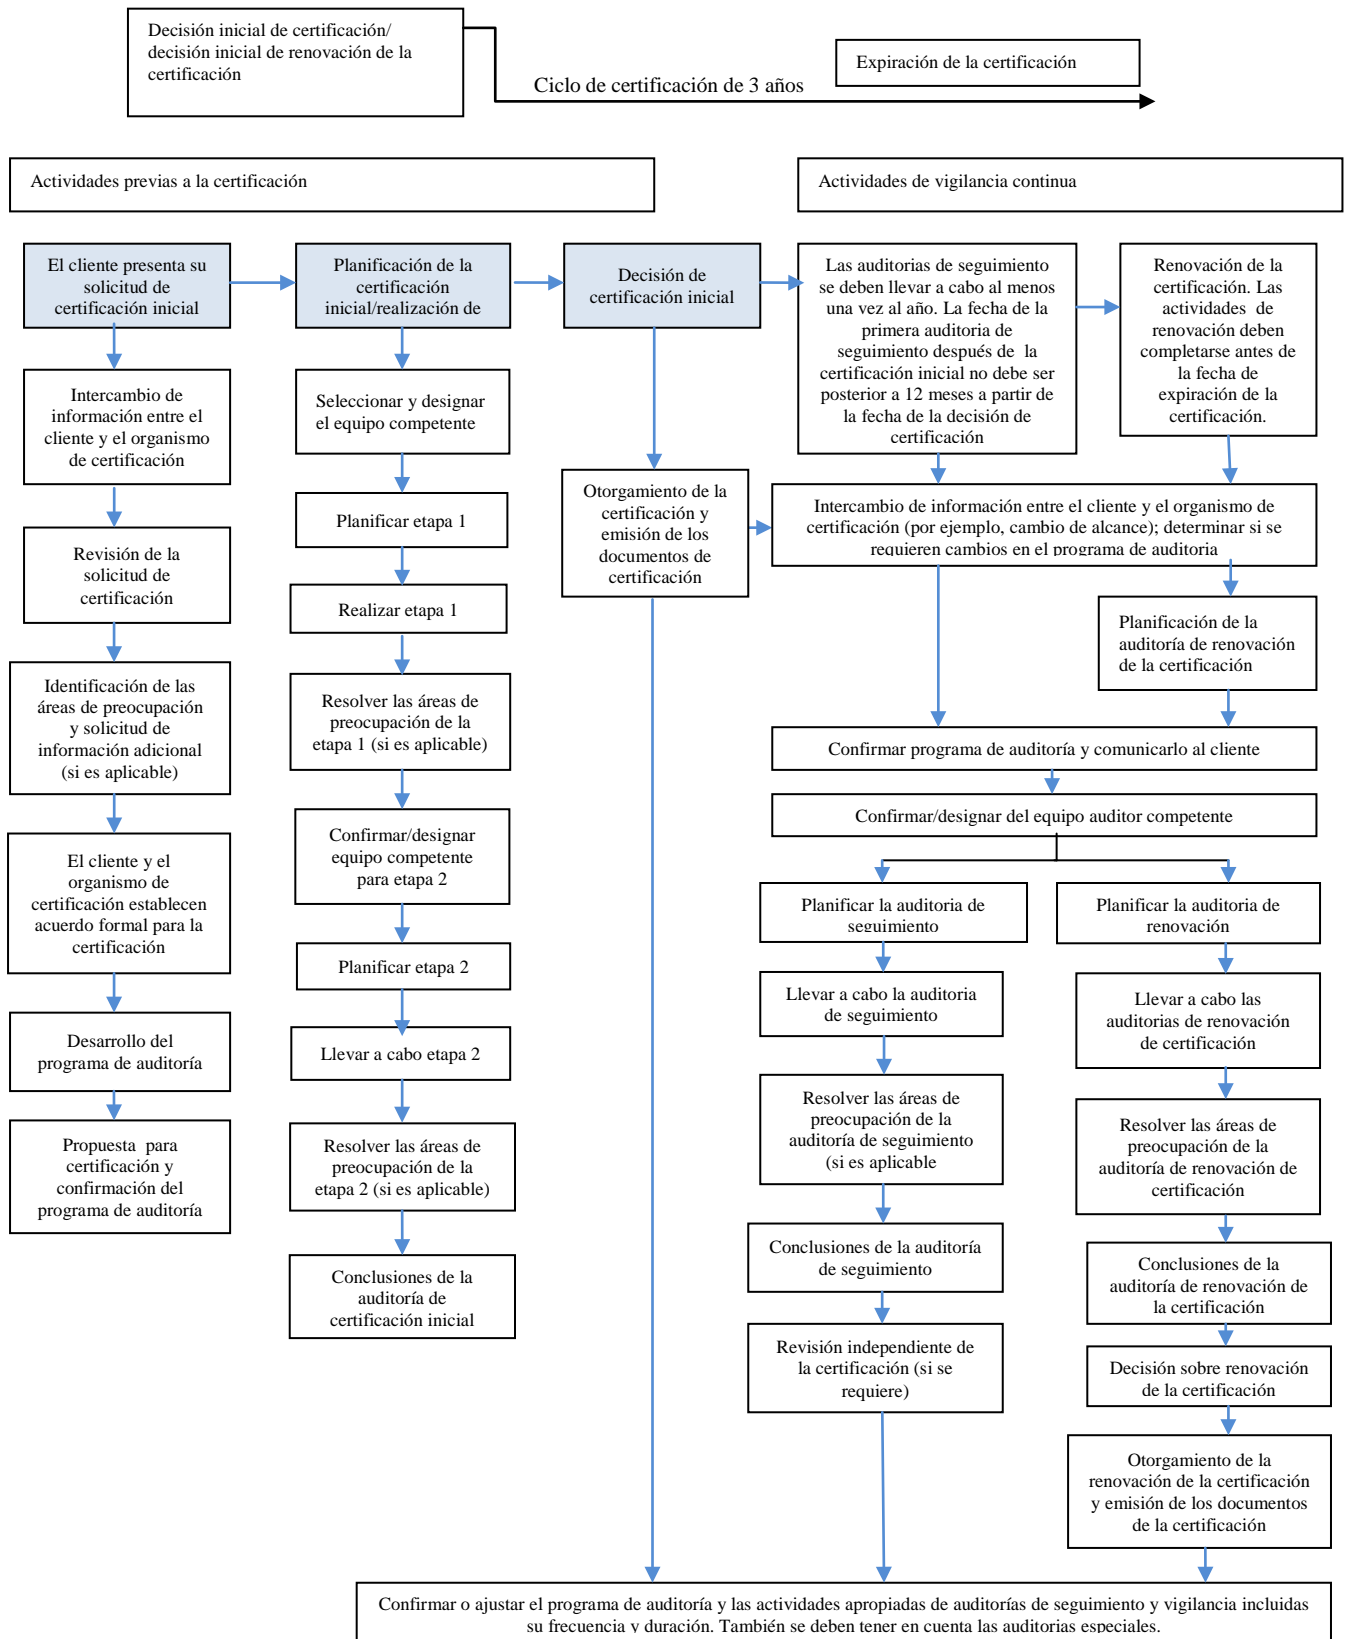 Decisión inicial de certificación/
decisión inicial de renovación de la
certificación
Ciclo de certificación de 3 años
Expiración de la certificación
Actividades previas a la certificación
Actividades de vigilancia continua
El cliente presenta su
solicitud de
certificación inicial
Intercambio de
información entre el
cliente y el organismo
de certificación
Revisión de la
solicitud de
certificación
Identificación de las
áreas de preocupación
y solicitud de
información adicional
(si es aplicable)
El cliente y el
organismo de
certificación establecen
acuerdo formal para la
certificación
Desarrollo del
programa de auditoría
Propuesta para
certificación y
confirmación del
programa de auditoría
Planificación de la
certificación
inicial/realización de
Seleccionar y designar
el equipo competente
Planificar etapa 1
Realizar etapa 1
Resolver las áreas de
preocupación de la
etapa 1 (si es aplicable)
Confirmar/designar
equipo competente
para etapa 2
Planificar etapa 2
Llevar a cabo etapa 2
Resolver las áreas de
preocupación de la
etapa 2 (si es aplicable)
Conclusiones de la
auditoría de
certificación inicial
Decisión de
certificación inicial
Otorgamiento de la
certificación y
emisión de los
documentos de
certificación
Las auditorias de seguimiento
se deben llevar a cabo al menos
una vez al año. La fecha de la
primera auditoria de
seguimiento después de la
certificación inicial no debe ser
posterior a 12 meses a partir de
la fecha de la decisión de
certificación
Renovación de la
certificación. Las
actividades de
renovación deben
completarse antes de
la fecha de
expiración de la
certificación.
Intercambio de información entre el cliente y el organismo de
certificación (por ejemplo, cambio de alcance); determinar si se
requieren cambios en el programa de auditoria
Planificación de la
auditoría de renovación
de la certificación
Confirmar programa de auditoría y comunicarlo al cliente
Confirmar/designar del equipo auditor competente
Planificar la auditoria de
seguimiento
Llevar a cabo la auditoria
de seguimiento
Resolver las áreas de
preocupación de la
auditoría de seguimiento
(si es aplicable
Conclusiones de la auditoría
de seguimiento
Revisión independiente de
la certificación (si se
requiere)
Planificar la auditoria de
renovación
Llevar a cabo las
auditorias de renovación
de certificación
Resolver las áreas de
preocupación de la
auditoría de renovación de
certificación
Conclusiones de la
auditoría de renovación de
la certificación
Decisión sobre renovación
de la certificación
Otorgamiento de la
renovación de la certificación
y emisión de los documentos
de la certificación
Confirmar o ajustar el programa de auditoría y las actividades apropiadas de auditorías de seguimiento y vigilancia incluidas
su frecuencia y duración. También se deben tener en cuenta las auditorias especiales.